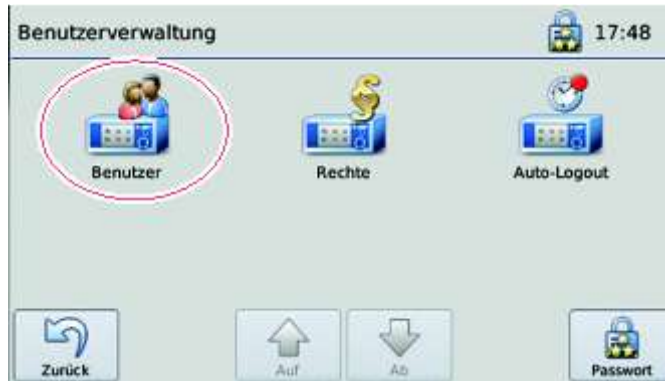 Benutzerverwaltung 17:48
Benutzer Rechte Auto-Logout
Zurück Auf Ab Passwort